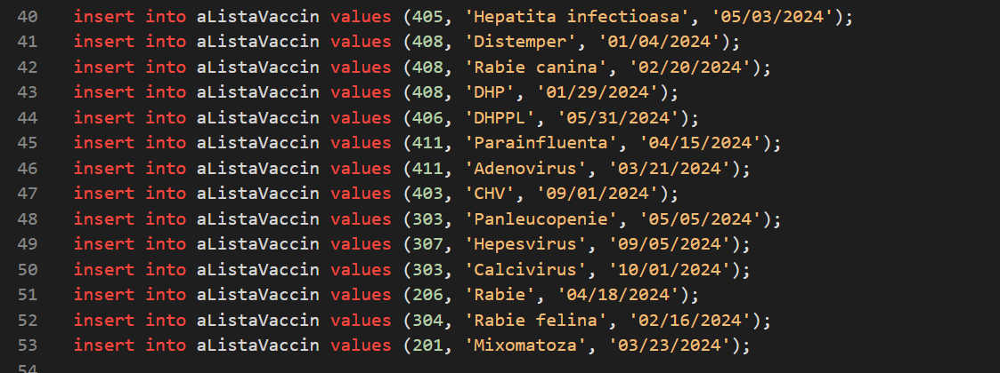 40 insert into aListaVaccin values (405, 'Hepatita infectioasa', '05/03/2024');
41 insert into aListaVaccin values (408, 'Distemper', '01/04/2024');
42 insert into aListaVaccin values (408, 'Rabie canina', '02/20/2024');
43 insert into aListaVaccin values (408, 'DHP', '01/29/2024');
44 insert into aListaVaccin values (406, 'DHPPL', '05/31/2024');
45 insert into aListaVaccin values (411, 'Parainfluenta', '04/15/2024');
46 insert into aListaVaccin values (411, 'Adenovirus', '03/21/2024');
47 insert into aListaVaccin values (403, 'CHV', '09/01/2024');
48 insert into aListaVaccin values (303, 'Panleucopenie', '05/05/2024');
49 insert into aListaVaccin values (307, 'Hepesvirus', '09/05/2024');
50 insert into aListaVaccin values (303, 'Calcivirus', '10/01/2024');
51 insert into aListaVaccin values (206, 'Rabie', '04/18/2024');
52 insert into aListaVaccin values (304, 'Rabie felina', '02/16/2024');
53 insert into aListaVaccin values (201, 'Mixomatoza', '03/23/2024');
54